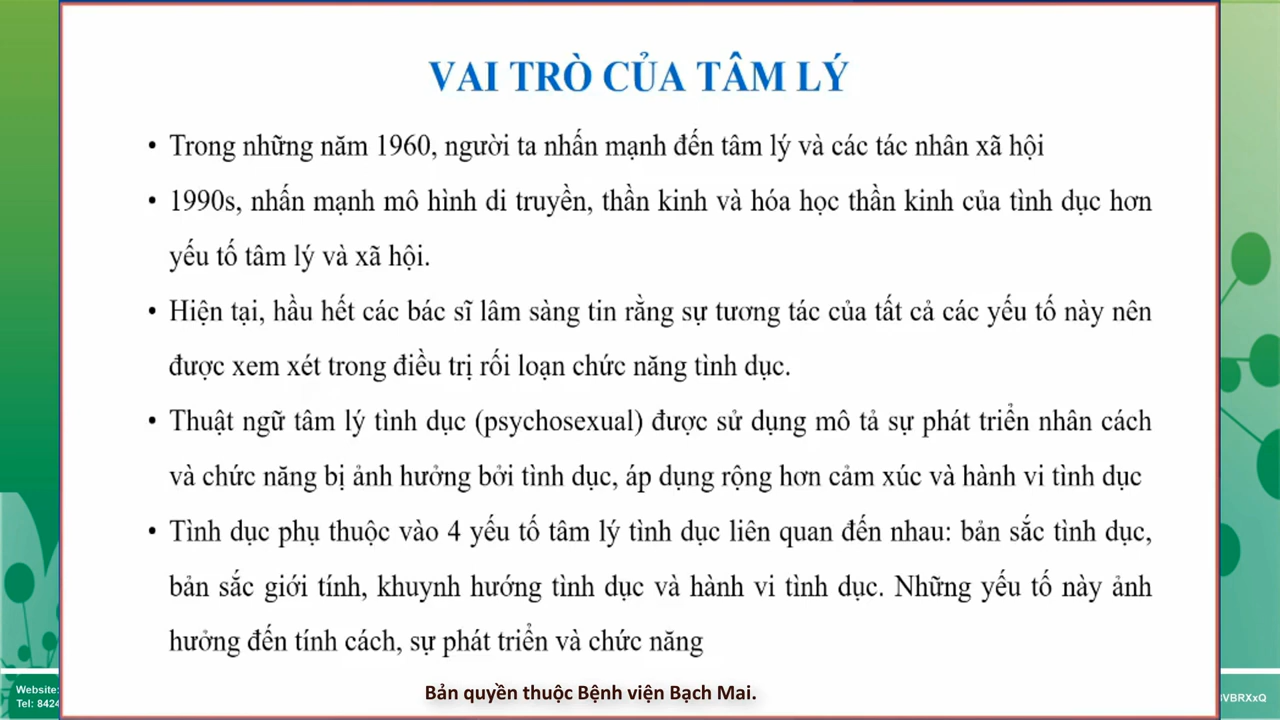 VAI TRÒ CỦA TÂM LÝ
• Trong những năm 1960, người ta nhấn mạnh đến tâm lý và các tác nhân xã hội
• 1990s, nhấn mạnh mô hình di truyền, thần kinh và hóa học thần kinh của tình dục hơn
yếu tố tâm lý và xã hội.
• Hiện tại, hầu hết các bác sĩ lâm sàng tin rằng sự tương tác của tất cả các yếu tố này nên
được xem xét trong điều trị rối loạn chức năng tình dục.
• Thuật ngữ tâm lý tình dục (psychosexual) được sử dụng mô tả sự phát triển nhân cách
và chức năng bị ảnh hưởng bởi tình dục, áp dụng rộng hơn cảm xúc và hành vi tình dục
• Tình dục phụ thuộc vào 4 yếu tố tâm lý tình dục liên quan đến nhau: bản sắc tình dục,
bản sắc giới tính, khuynh hướng tình dục và hành vi tình dục. Những yếu tố này ảnh
hưởng đến tính cách, sự phát triển và chức năng
Website:
Tel: 8424
Bản quyền thuộc Bệnh viện Bạch Mai.
VBRXxQ